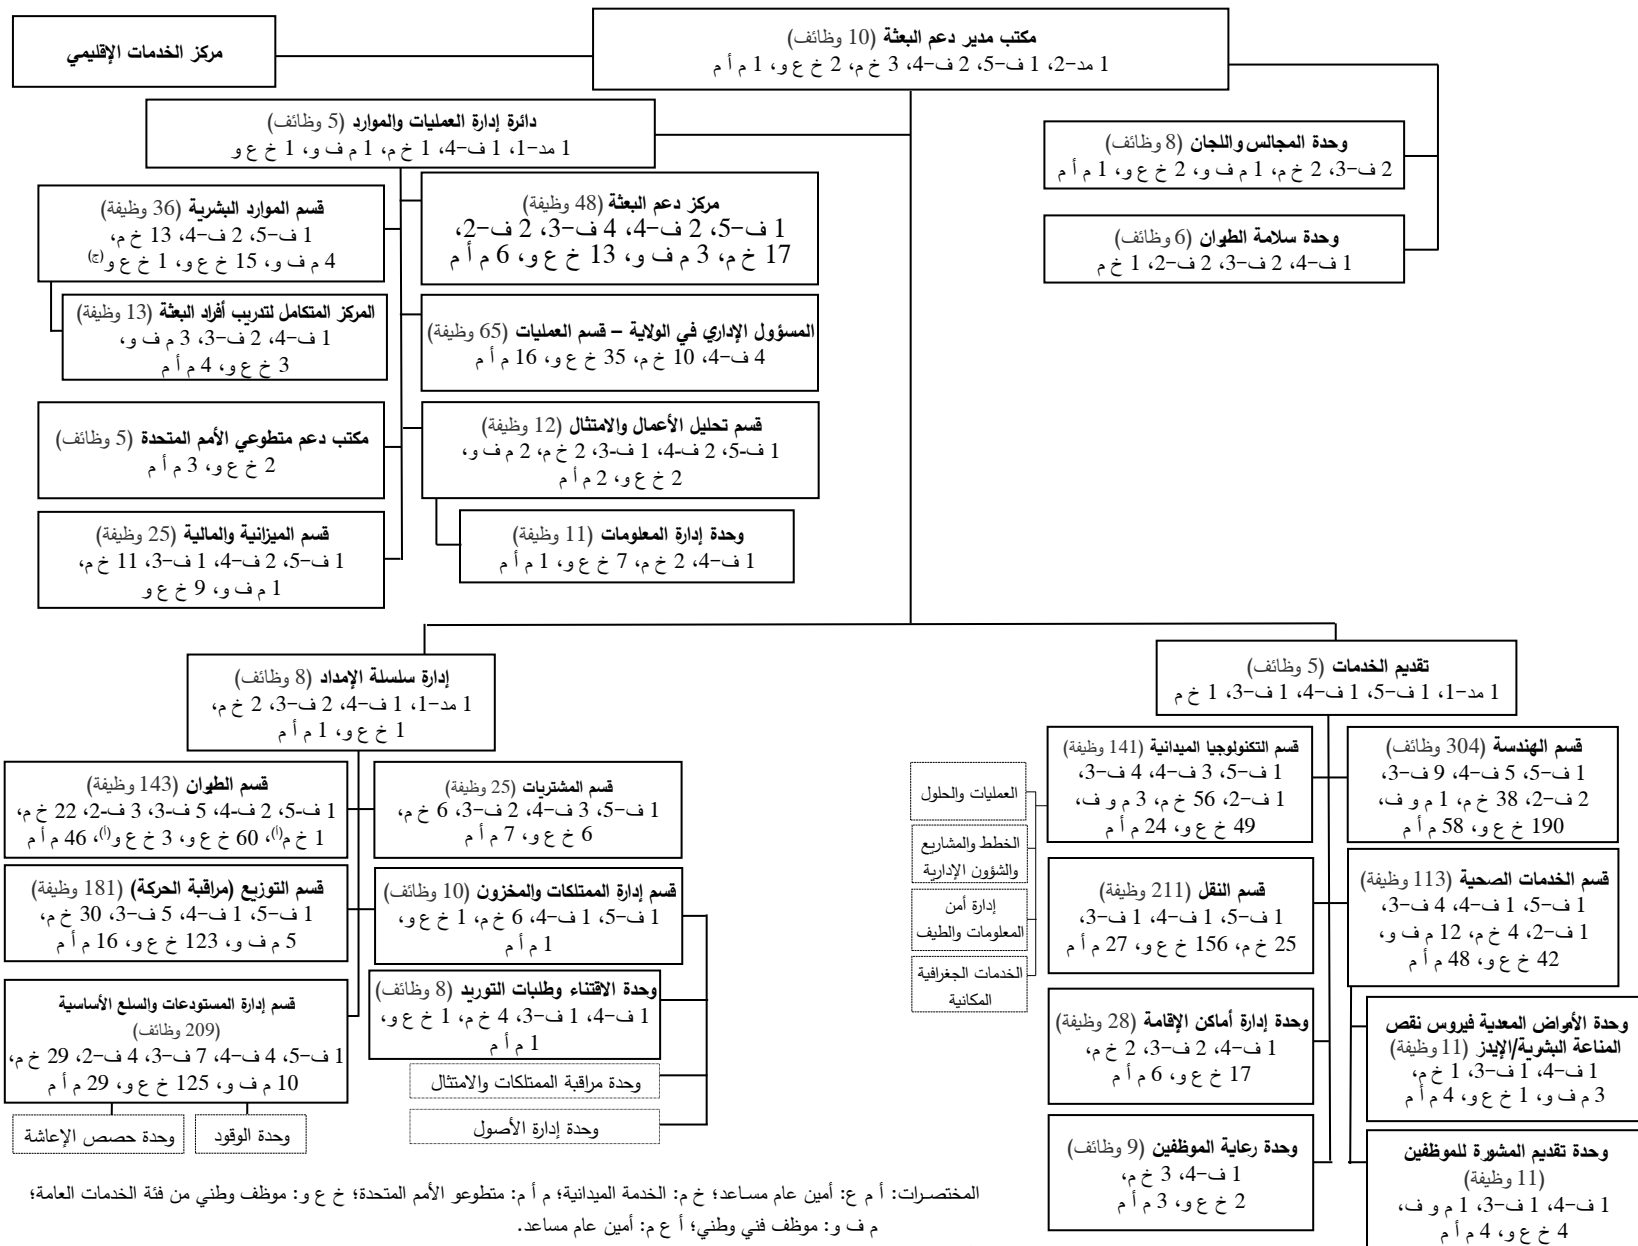 مكتب مدير دعم البعثة (10 وظائف)
1 مد-2، 1 ف-5، 2 ف-4، 3 خ م، 2 خ ع و، 1 م أ م
مركز الخدمات الإقليمي
وحدة المجالس واللجان (8 وظائف)
2 ف-3، 2 خ م، 1 م ف و، 2 خ ع و، 1 م أ م
وحدة سلامة الطيران (6 وظائف)
1 ف-4، 2 ف-3، 2 ف-2، 1 خ م
دائرة إدارة العمليات والموارد (5 وظائف)
1 مد-1، 1 ف-4، 1 خ م، 1 م ف و، 1 خ ع و
مركز دعم البعثة (48 وظيفة)
1 ف-5، 2 ف-4، 4 ف-3، 2 ف-2،
17 خ م، 3 م ف و، 13 خ ع و، 6 م أ م
قسم الموارد البشرية (36 وظيفة)
1 ف-5، 2 ف-4، 13 خ م،
4 م ف و، 15 خ ع و، 1 خ ع و(ج)
المسؤول الإداري في الولاية – قسم العمليات (65 وظيفة)
4 ف-4، 10 خ م، 35 خ ع و، 16 م أ م
المركز المتكامل لتدريب أفراد البعثة (13 وظيفة)
1 ف-4، 2 ف-3، 3 م ف و،
3 خ ع و، 4 م أ م
قسم تحليل الأعمال والامتثال (12 وظيفة)
1 ف-5، 2 ف-4، 1 ف-3، 2 خ م، 2 م ف و،
2 خ ع و، 2 م أ م
مكتب دعم متطوعي الأمم المتحدة (5 وظائف)
2 خ ع و، 3 م أ م
وحدة إدارة المعلومات (11 وظيفة)
1 ف-4، 2 خ م، 7 خ ع و، 1 م أ م
قسم الميزانية والمالية (25 وظيفة)
1 ف-5، 2 ف-4، 1 ف-3، 11 خ م،
1 م ف و، 9 خ ع و
تقديم الخدمات (5 وظائف)
1 مد-1، 1 ف-5، 1 ف-4، 1 ف-3، 1 خ م
قسم الهندسة (304 وظائف)
1 ف-5، 5 ف-4، 9 ف-3،
2 ف-2، 38 خ م، 1 م و ف،
190 خ ع و، 58 م أ م
قسم التكنولوجيا الميدانية (141 وظيفة)
1 ف-5، 3 ف-4، 4 ف-3،
1 ف-2، 56 خ م، 3 م و ف،
49 خ ع و، 24 م أ م
العمليات والحلول
الخطط والمشاريع
والشؤون الإدارية
إدارة أمن
المعلومات والطيف
الخدمات الجغرافية
المكانية
قسم الخدمات الصحية (113 وظيفة)
1 ف-5، 1 ف-4، 4 ف-3،
1 ف-2، 4 خ م، 12 م ف و،
42 خ ع و، 48 م أ م
قسم النقل (211 وظيفة)
1 ف-5، 1 ف-4، 1 ف-3،
25 خ م، 156 خ ع و، 27 م أ م
وحدة الأمراض المعدية فيروس نقص
المناعة البشرية/الإيدز (11 وظيفة)
1 ف-4، 1 ف-3، 1 خ م،
3 م ف و، 1 خ ع و، 4 م أ م
وحدة إدارة أماكن الإقامة (28 وظيفة)
1 ف-4، 2 ف-3، 2 خ م،
17 خ ع و، 6 م أ م
وحدة تقديم المشورة للموظفين
(11 وظيفة)
1 ف-4، 1 ف-3، 1 م و ف،
4 خ ع و، 4 م أ م
وحدة رعاية الموظفين (9 وظائف)
1 ف-4، 3 خ م،
2 خ ع و، 3 م أ م
إدارة سلسلة الإمداد (8 وظائف)
1 مد-1، 1 ف-4، 2 ف-3، 2 خ م،
1 خ ع و، 1 م أ م
قسم المشتريات (25 وظيفة)
1 ف-5، 3 ف-4، 2 ف-3، 6 خ م،
6 خ ع و، 7 م أ م
قسم الطيران (143 وظيفة)
1 ف-5، 2 ف-4، 5 ف-3، 3 ف-2، 22 خ م،
1 خ م(أ)، 60 خ ع و، 3 خ ع و(أ)، 46 م أ م
قسم إدارة الممتلكات والمخزون (10 وظائف)
1 ف-5، 1 ف-4، 6 خ م، 1 خ ع و،
1 م أ م
قسم التوزيع (مراقبة الحركة) (181 وظيفة)
1 ف-5، 1 ف-4، 5 ف-3، 30 خ م،
5 م ف و، 123 خ ع و، 16 م أ م
وحدة الاقتناء وطلبات التوريد (8 وظائف)
1 ف-4، 1 ف-3، 4 خ م، 1 خ ع و،
1 م أ م
وحدة مراقبة الممتلكات والامتثال
وحدة إدارة الأصول
قسم إدارة المستودعات والسلع الأساسية
(209 وظائف)
1 ف-5، 4 ف-4، 7 ف-3، 4 ف-2، 29 خ م،
10 م ف و، 125 خ ع و، 29 م أ م
وحدة الوقود
وحدة حصص الإعاشة
المختصرات: أ م ع: أمين عام مساعد؛ خ م: الخدمة الميدانية؛ م أ م: متطوعو الأمم المتحدة؛ خ ع و: موظف وطني من فئة الخدمات العامة؛
م ف و: موظف فني وطني؛ أ ع م: أمين عام مساعد.